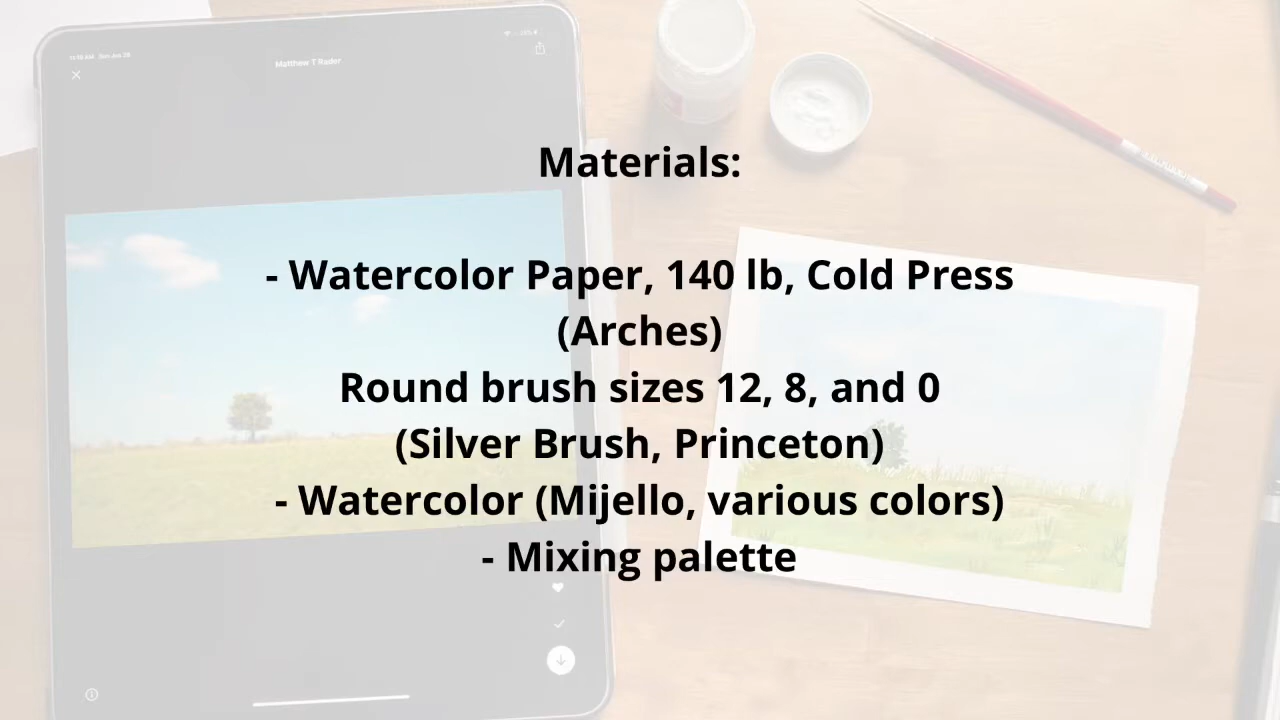 Matthew T Rader
Materials:
- Watercolor Paper, 140 lb, Cold Press
(Arches)
Round brush sizes 12, 8, and 0
(Silver Brush, Princeton)
- Watercolor (Mijello, various colors)
- Mixing palette